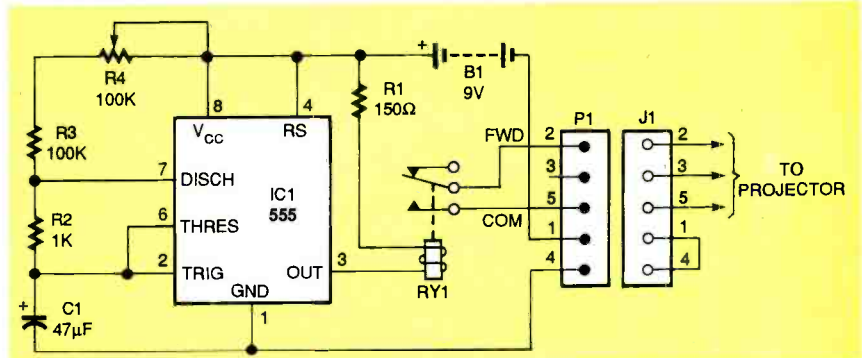 R4
100K
R3
100K
R2
1K
C1
+
47µF
8
4
V CC
RS
7
DISCH
6
THRES
IC1
555
2
TRIG
OUT
3
GND
1
R1
150Ω
+
B1
9V
FWD
COM
RY1
P1
2
3
5
1
4
J1
2
3
5
1
4
TO
PROJECTOR